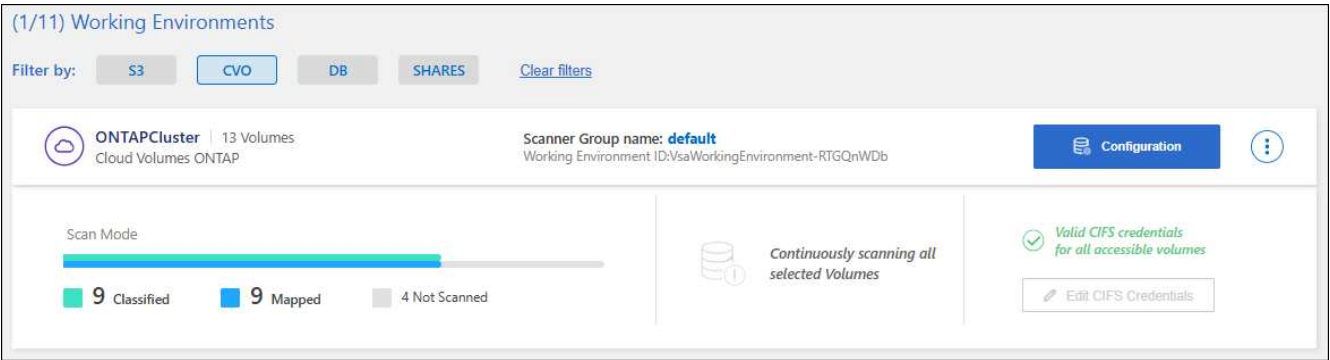 (1/11) Working Environments
Filter by: S3 CVO DB SHARES Clear filters
ONTAPCluster | 13 Volumes
Cloud Volumes ONTAP
Scanner Group name: default
Working Environment ID:VsaWorkingEnvironment-RTGQnWDb
Configuration
Scan Mode
9 Classified 9 Mapped 4 Not Scanned
Continuously scanning all
selected Volumes
Valid CIFS credentials
for all accessible volumes
Edit CIFS Credentials